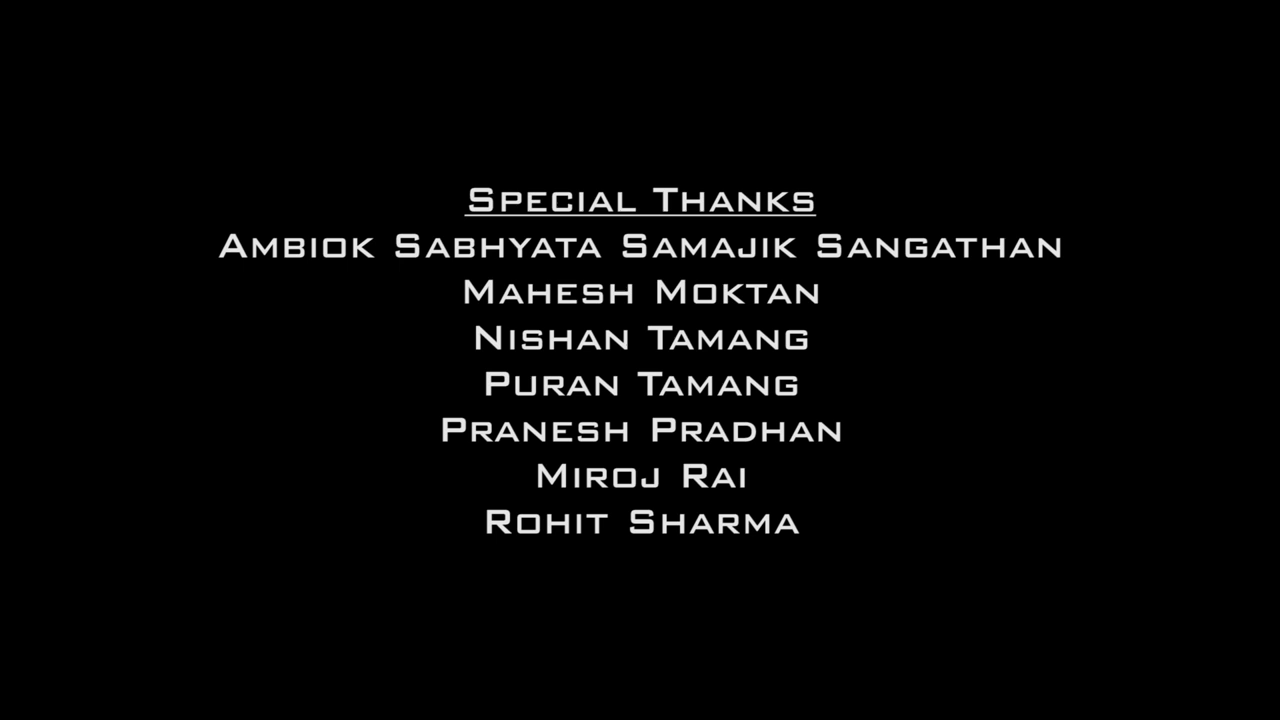 Special Thanks
Ambiok Sabhyata Samajik Sangathan
Mahesh Moktan
Nishan Tamang
Puran Tamang
Pranesh Pradhan
Miroj Rai
Rohit Sharma